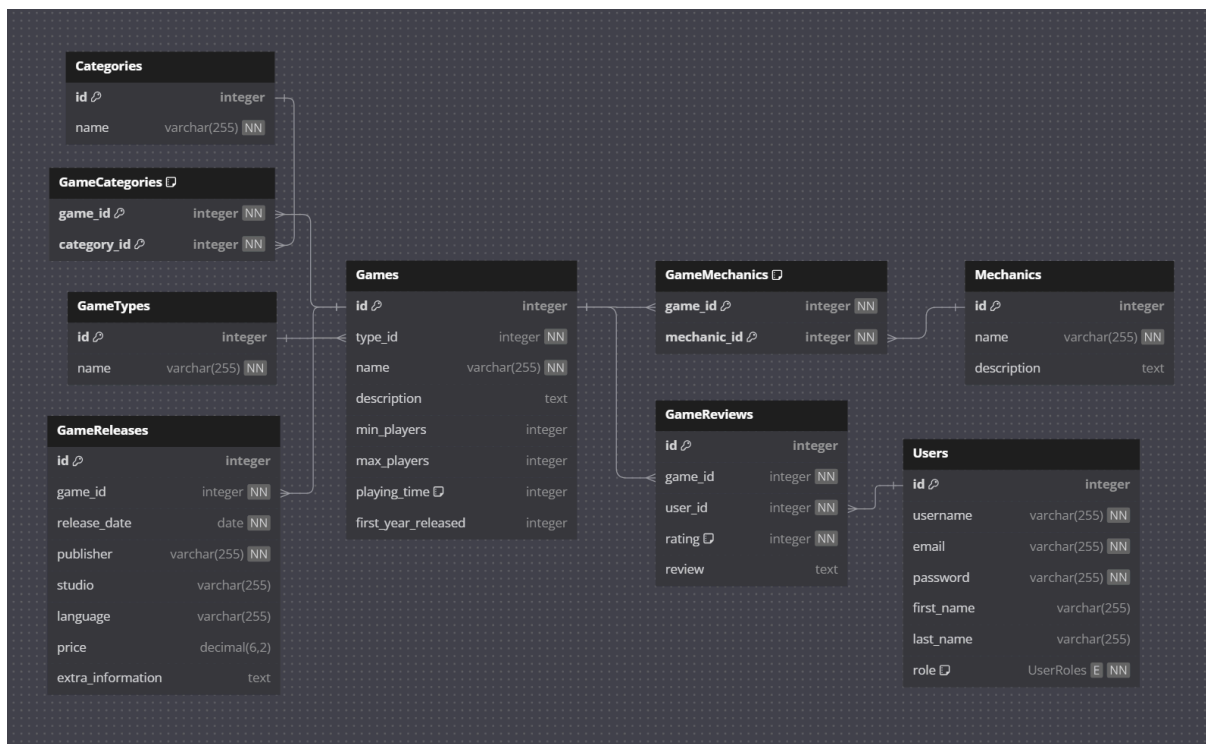 Categories
id integer
name varchar(255) NN
GameCategories
game_id integer NN
category_id integer NN
GameTypes
id integer
name varchar(255) NN
GameReleases
id integer
game_id integer NN
release_date date NN
publisher varchar(255) NN
studio varchar(255)
language varchar(255)
price decimal(6,2)
extra_information text
Games
id integer
type_id integer NN
name varchar(255) NN
description text
min_players integer
max_players integer
playing_time integer
first_year_released integer
GameMechanics
game_id integer NN
mechanic_id integer NN
GameReviews
id integer
game_id integer NN
user_id integer NN
rating integer NN
review text
Mechanics
id integer
name varchar(255) NN
description text
Users
id integer
username varchar(255) NN
email varchar(255) NN
password varchar(255) NN
first_name varchar(255)
last_name varchar(255)
role UserRoles E NN